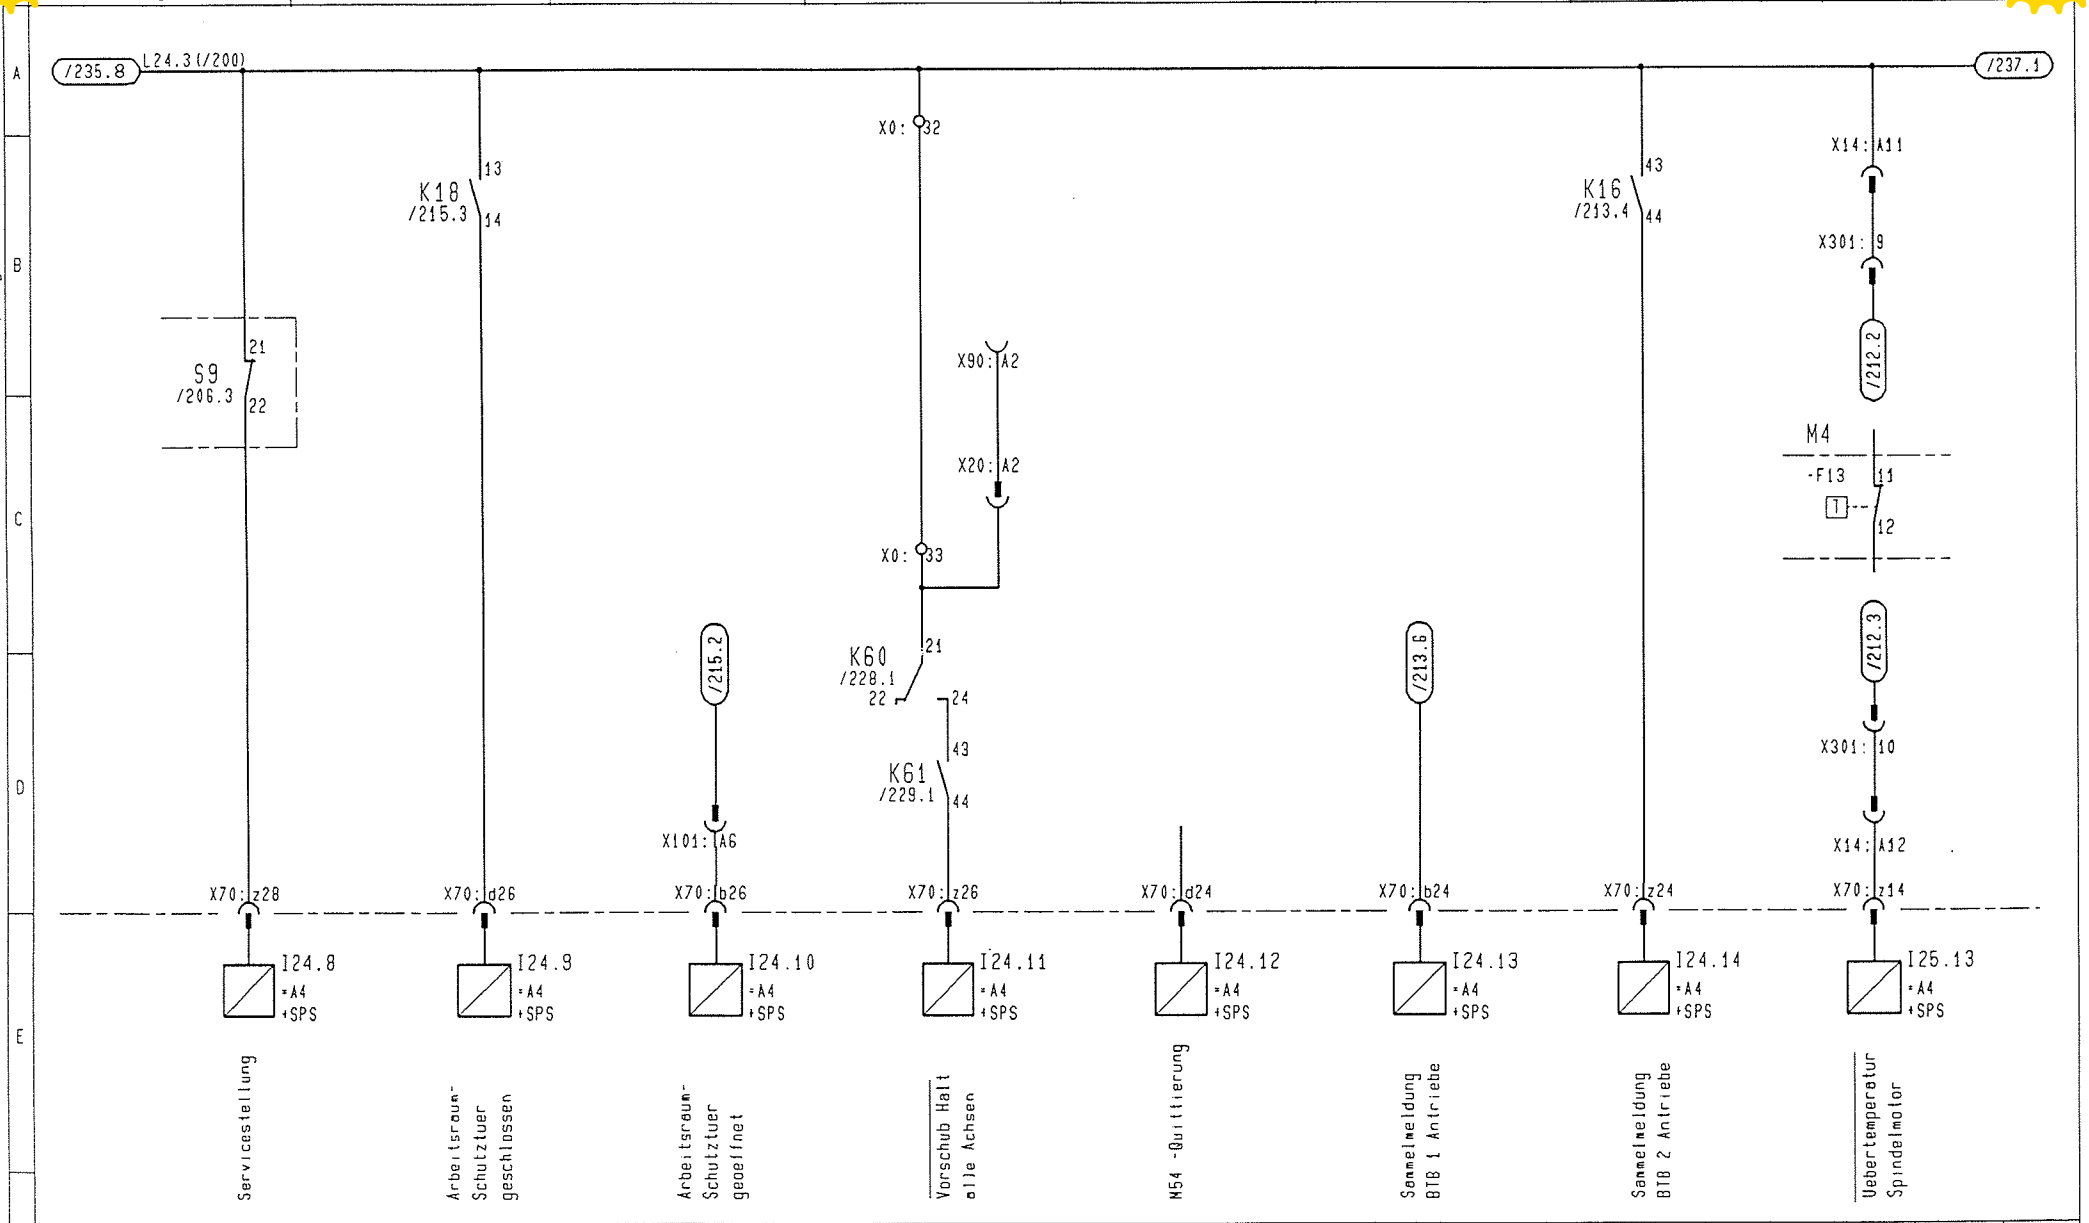 A
/235.8
L24.3(/200)
/237.1
X0: 32
X14: A11
13
K18
/215.3
14
43
K16
/213.4
44
X301: 9
B
21
S9
/206.3
22
X90: A2
/212.2
M4
-F13
11
12
X20: A2
C
X0: 33
/215.2
21
K60
/228.1
22
24
/213.6
/212.3
43
K61
/229.1
44
X301: 10
D
X101: A6
X14: A12
X70: z28
X70: d26
X70: b26
X70: z26
X70: d24
X70: b24
X70: z24
X70: z14
I24.8
=A4
+SPS
I24.9
=A4
+SPS
I24.10
=A4
+SPS
I24.11
=A4
+SPS
I24.12
=A4
+SPS
I24.13
=A4
+SPS
I24.14
=A4
+SPS
I25.13
=A4
+SPS
E
Servicestellung
Arbeitsraum-
Schutztuer
geschlossen
Arbeitsraum-
Schutztuer
geoeffnet
Vorschub Halt
alle Achsen
M54 -Quittierung
Sammelmeldung
BTB 1 Antriebe
Sammelmeldung
BTB 2 Antriebe
Uebertemperatur
Spindelmotor